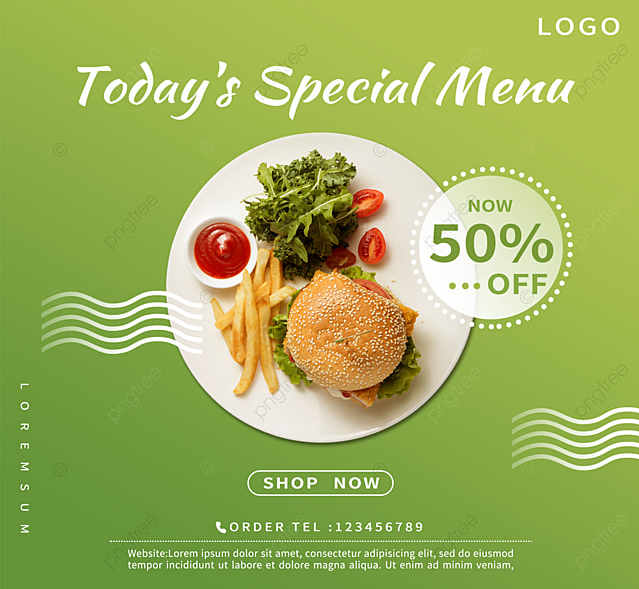 LOGO
Today's Special Menu
NOW
50%
•••OFF
LOREMSUM
SHOP NOW
ORDER TEL :123456789
Website:Lorem ipsum dolor sit amet, consectetur adipisicing elit, sed do eiusmod
tempor incididunt ut labore et dolore magna aliqua. Ut enim ad minim veniam,
pngtree